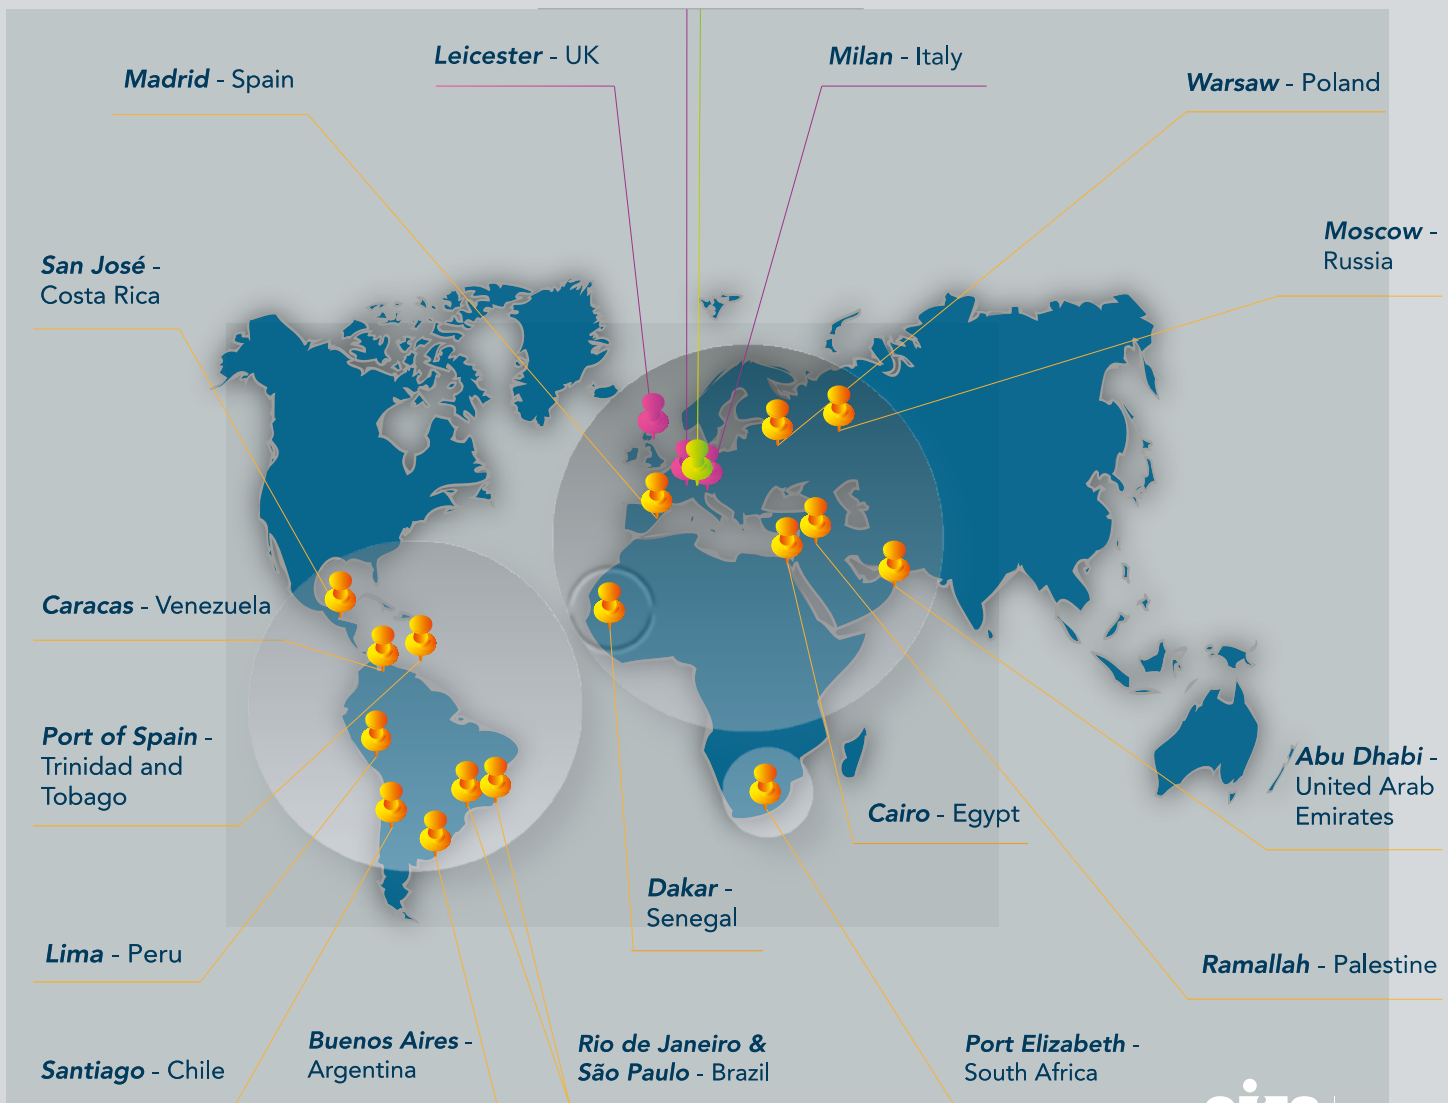 Leicester - UK
Milan - Italy
Madrid - Spain
Warsaw - Poland
Moscow -
Russia
San José -
Costa Rica
Caracas - Venezuela
Port of Spain -
Trinidad and
Tobago
Abu Dhabi -
United Arab
Emirates
Cairo - Egypt
Dakar -
Senegal
Lima - Peru
Ramallah - Palestine
Santiago - Chile
Buenos Aires -
Argentina
Rio de Janeiro &
São Paulo - Brazil
Port Elizabeth -
South Africa